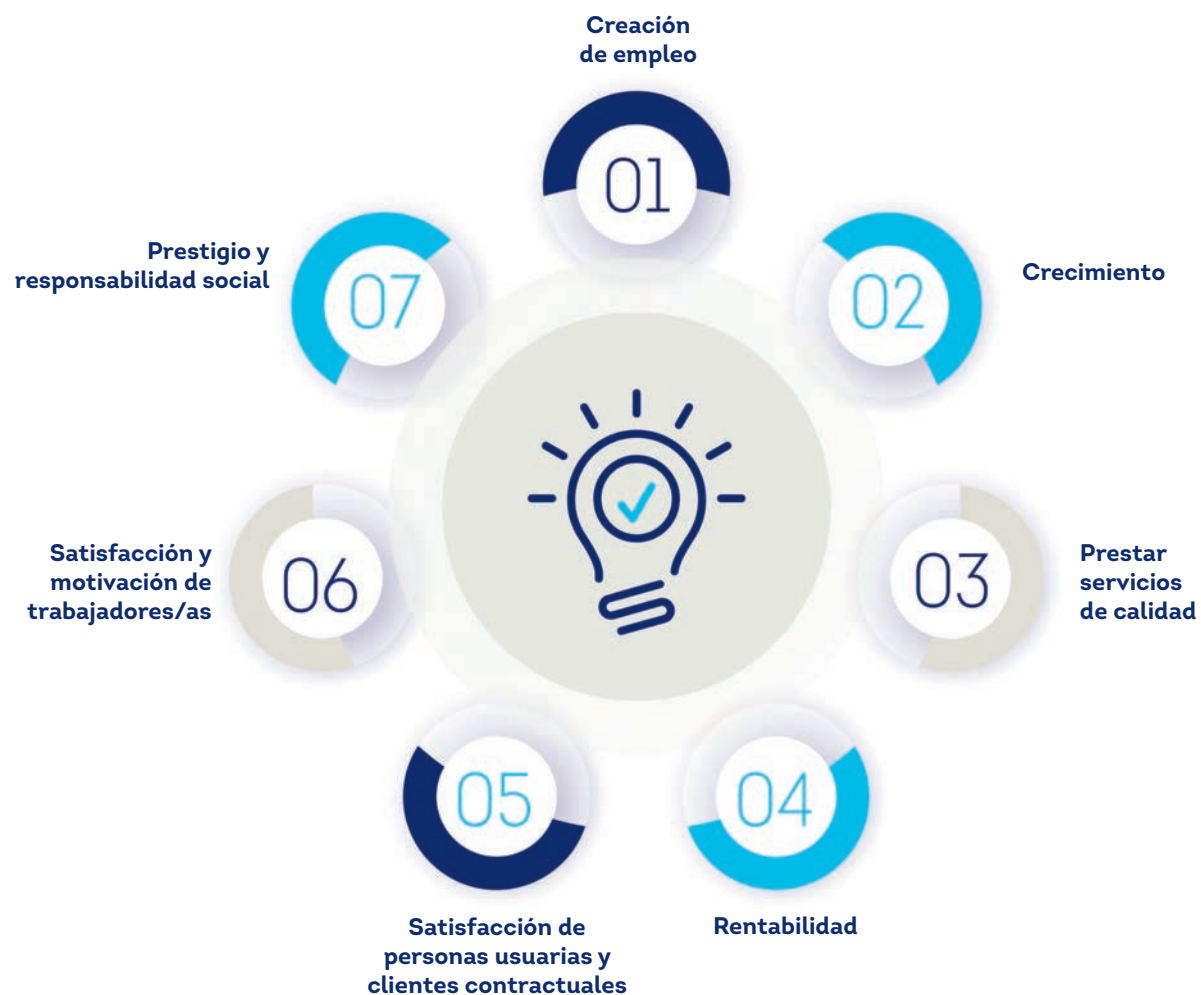 Creación
de empleo
01
02
Crecimiento
03
Prestar
servicios
de calidad
04
Rentabilidad
05
Satisfacción de
personas usuarias y
clientes contractuales
06
Satisfacción y
motivación de
trabajadores/as
07
Prestigio y
responsabilidad social